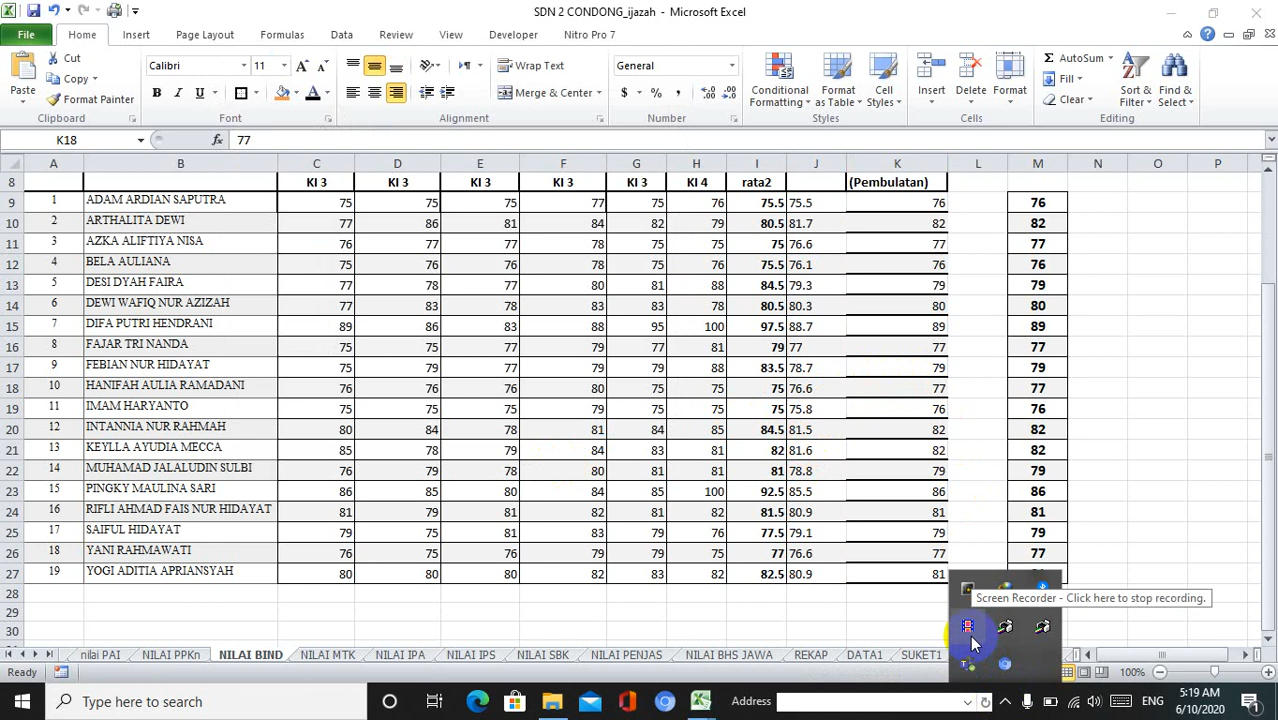 SDN 2 CONDONG_ijazah - Microsoft Excel
File Home Insert Page Layout Formulas Data Review View Developer Nitro Pro 7
Cut
Copy
Format Painter
Paste
Clipboard
Calibri 11
B I U
Font
Wrap Text
Merge & Center
Alignment
General
$ % ,
Number
Conditional Formatting
Format as Table
Cell Styles
Styles
Insert Delete Format
Cells
AutoSum
Fill
Clear
Sort & Filter
Find & Select
Editing
K18 fx 77
A B C D E F G H I J K L M N O P
8 KI 3 KI 3 KI 3 KI 3 KI 3 KI 4 rata2 (Pembulatan)
9 1 ADAM ARDIAN SAPUTRA 75 75 75 77 75 76 75.5 75.5 76 76
10 2 ARTHALITA DEWI 77 86 81 84 82 79 80.5 81.7 82 82
11 3 AZKA ALIFTIYA NISA 76 77 77 78 75 75 75 76.6 77 77
12 4 BELA AULIANA 75 76 76 78 75 76 75.5 76.1 76 76
13 5 DESI DYAH FAIRA 77 78 77 80 81 88 84.5 79.3 79 79
14 6 DEWI WAFIQ NUR AZIZAH 77 83 78 83 83 78 80.5 80.3 80 80
15 7 DIFA PUTRI HENDRANI 89 86 83 88 95 100 97.5 88.7 89 89
16 8 FAJAR TRI NANDA 75 75 77 79 77 81 79 77 77 77
17 9 FEBIAN NUR HIDAYAT 75 79 77 79 79 88 83.5 78.7 79 79
18 10 HANIFAH AULIA RAMADANI 76 76 76 80 75 75 75 76.6 77 77
19 11 IMAM HARYANTO 75 75 75 79 75 75 75 75.8 76 76
20 12 INTANNIA NUR RAHMAH 80 84 78 81 84 85 84.5 81.5 82 82
21 13 KEYLLA AYUDIA MECCA 85 78 79 84 83 81 82 81.6 82 82
22 14 MUHAMAD JALALUDIN SULBI 76 79 78 80 81 81 81 78.8 79 79
23 15 PINGKY MAULINA SARI 86 85 80 84 85 100 92.5 85.5 86 86
24 16 RIFLI AHMAD FAIS NUR HIDAYAT 81 79 81 82 81 82 81.5 80.9 81 81
25 17 SAIFUL HIDAYAT 79 75 81 83 79 76 77.5 79.1 79 79
26 18 YANI RAHMAWATI 76 75 76 79 79 75 77 76.6 77 77
27 19 YOGI ADITIA APRIANSYAH 80 80 80 82 83 82 82.5 80.9 81
28
29
30
Screen Recorder - Click here to stop recording.
nilai PAI NILAI PPKn NILAI BIND NILAI MTK NILAI IPA NILAI IPS NILAI SBK NILAI PENJAS NILAI BHS JAWA REKAP DATA1 SUKET1
Ready 100%
Type here to search Address ENG 5:19 AM
6/10/2020